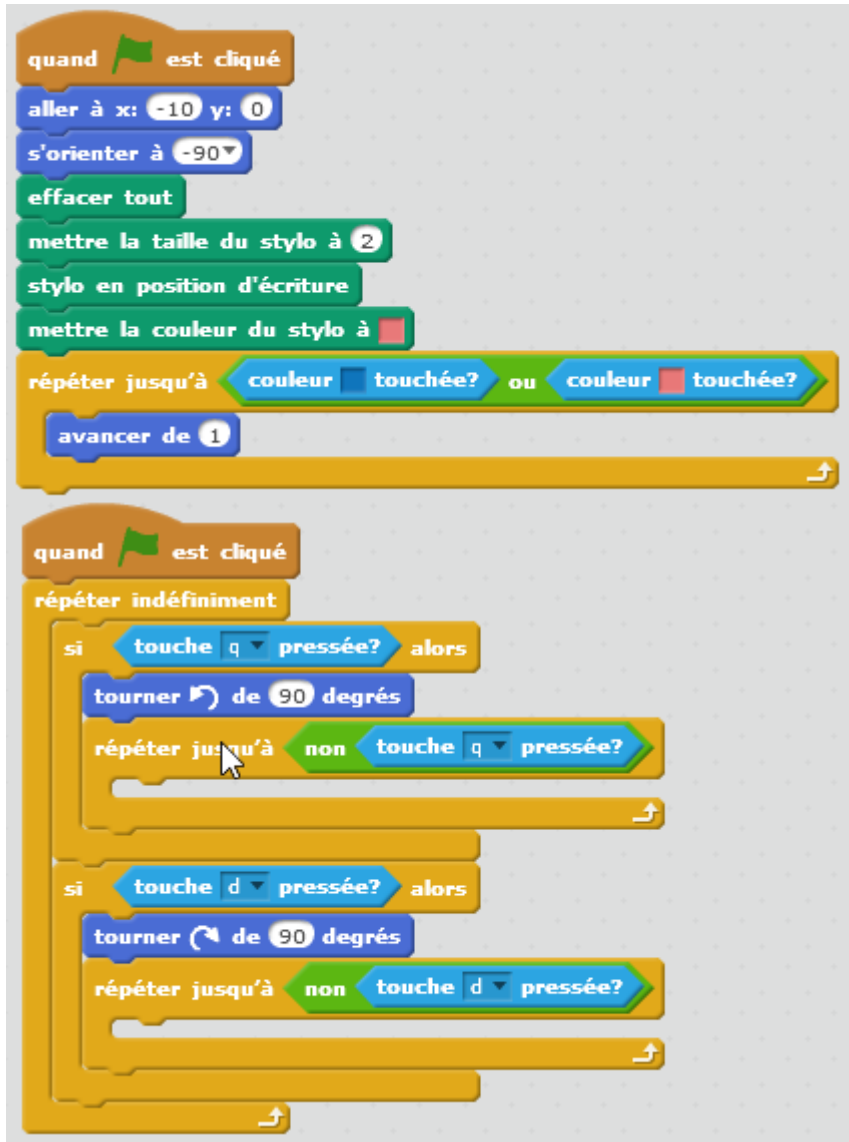 quand est cliqué
aller à x: -10 y: 0
s'orienter à -90
effacer tout
mettre la taille du stylo à 2
stylo en position d'écriture
mettre la couleur du stylo à
répéter jusqu'à couleur touchée? ou couleur touchée?
avancer de 1
quand est cliqué
répéter indéfiniment
si touche q pressée? alors
tourner de 90 degrés
répéter jusqu'à non touche q pressée?
si touche d pressée? alors
tourner de 90 degrés
répéter jusqu'à non touche d pressée?